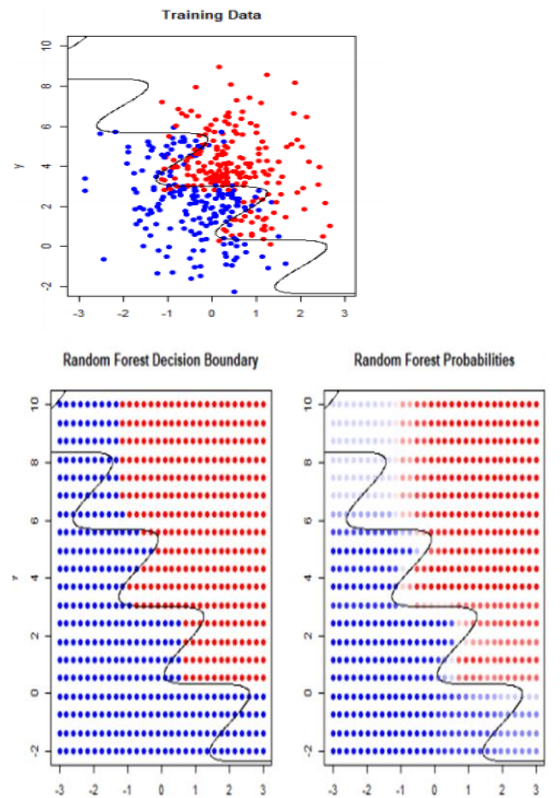 Training Data
10
8
6
y
4
2
0
-2
-3 -2 -1 0 1 2 3
Random Forest Decision Boundary Random Forest Probabilities
10 10
8 8
6 6
4 4
2 2
0 0
-2 -2
-3 -2 -1 0 1 2 3 -3 -2 -1 0 1 2 3